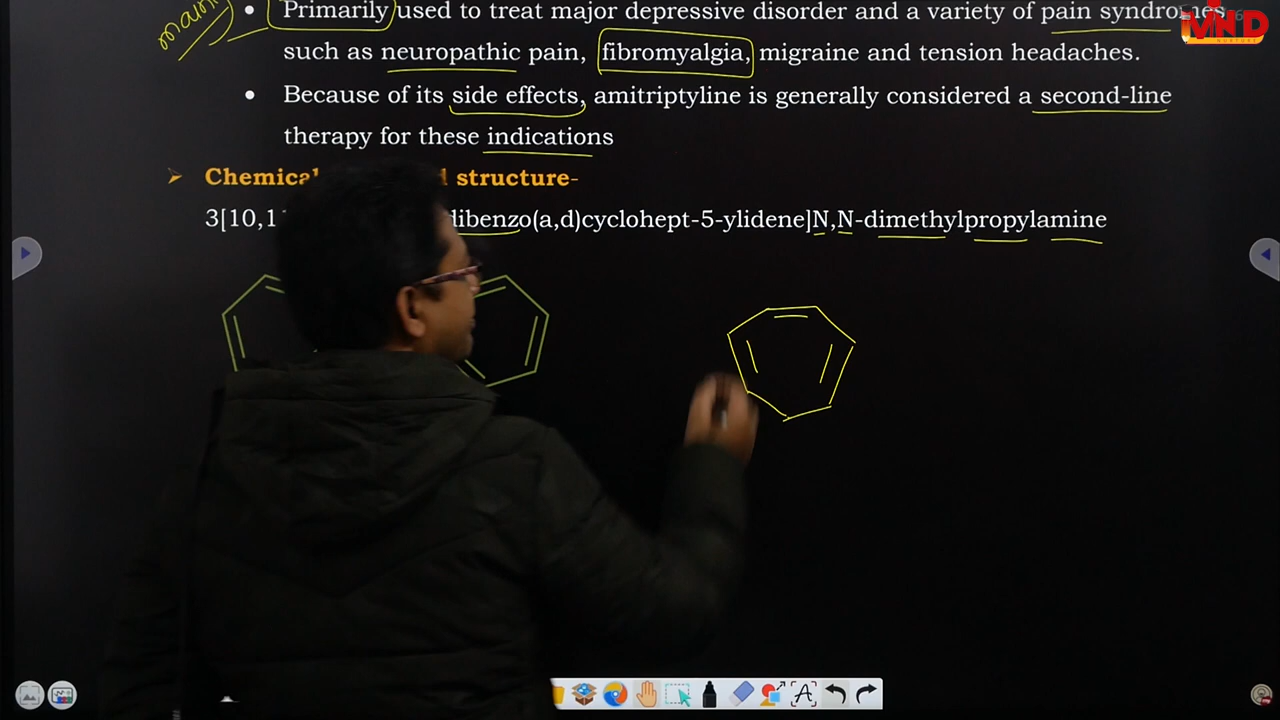 main
Primarily used to treat major depressive disorder and a variety of pain syndromes
such as neuropathic pain, fibromyalgia, migraine and tension headaches.
Because of its side effects, amitriptyline is generally considered a second-line
therapy for these indications
Chemical structure-
3[10,1 dibenzo(a,d)cyclohept-5-ylidene]N,N-dimethylpropylamine